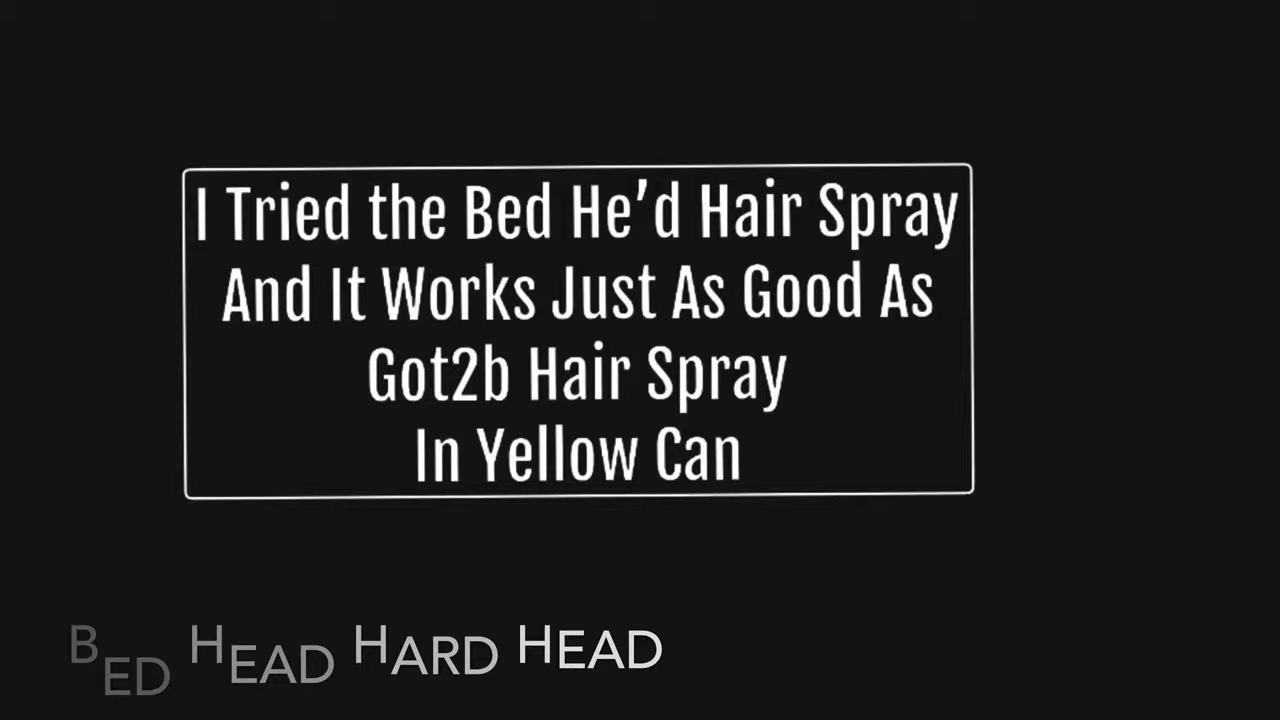 I Tried the Bed He’d Hair Spray
And It Works Just As Good As
Got2b Hair Spray
In Yellow Can
BED HEAD HARD HEAD